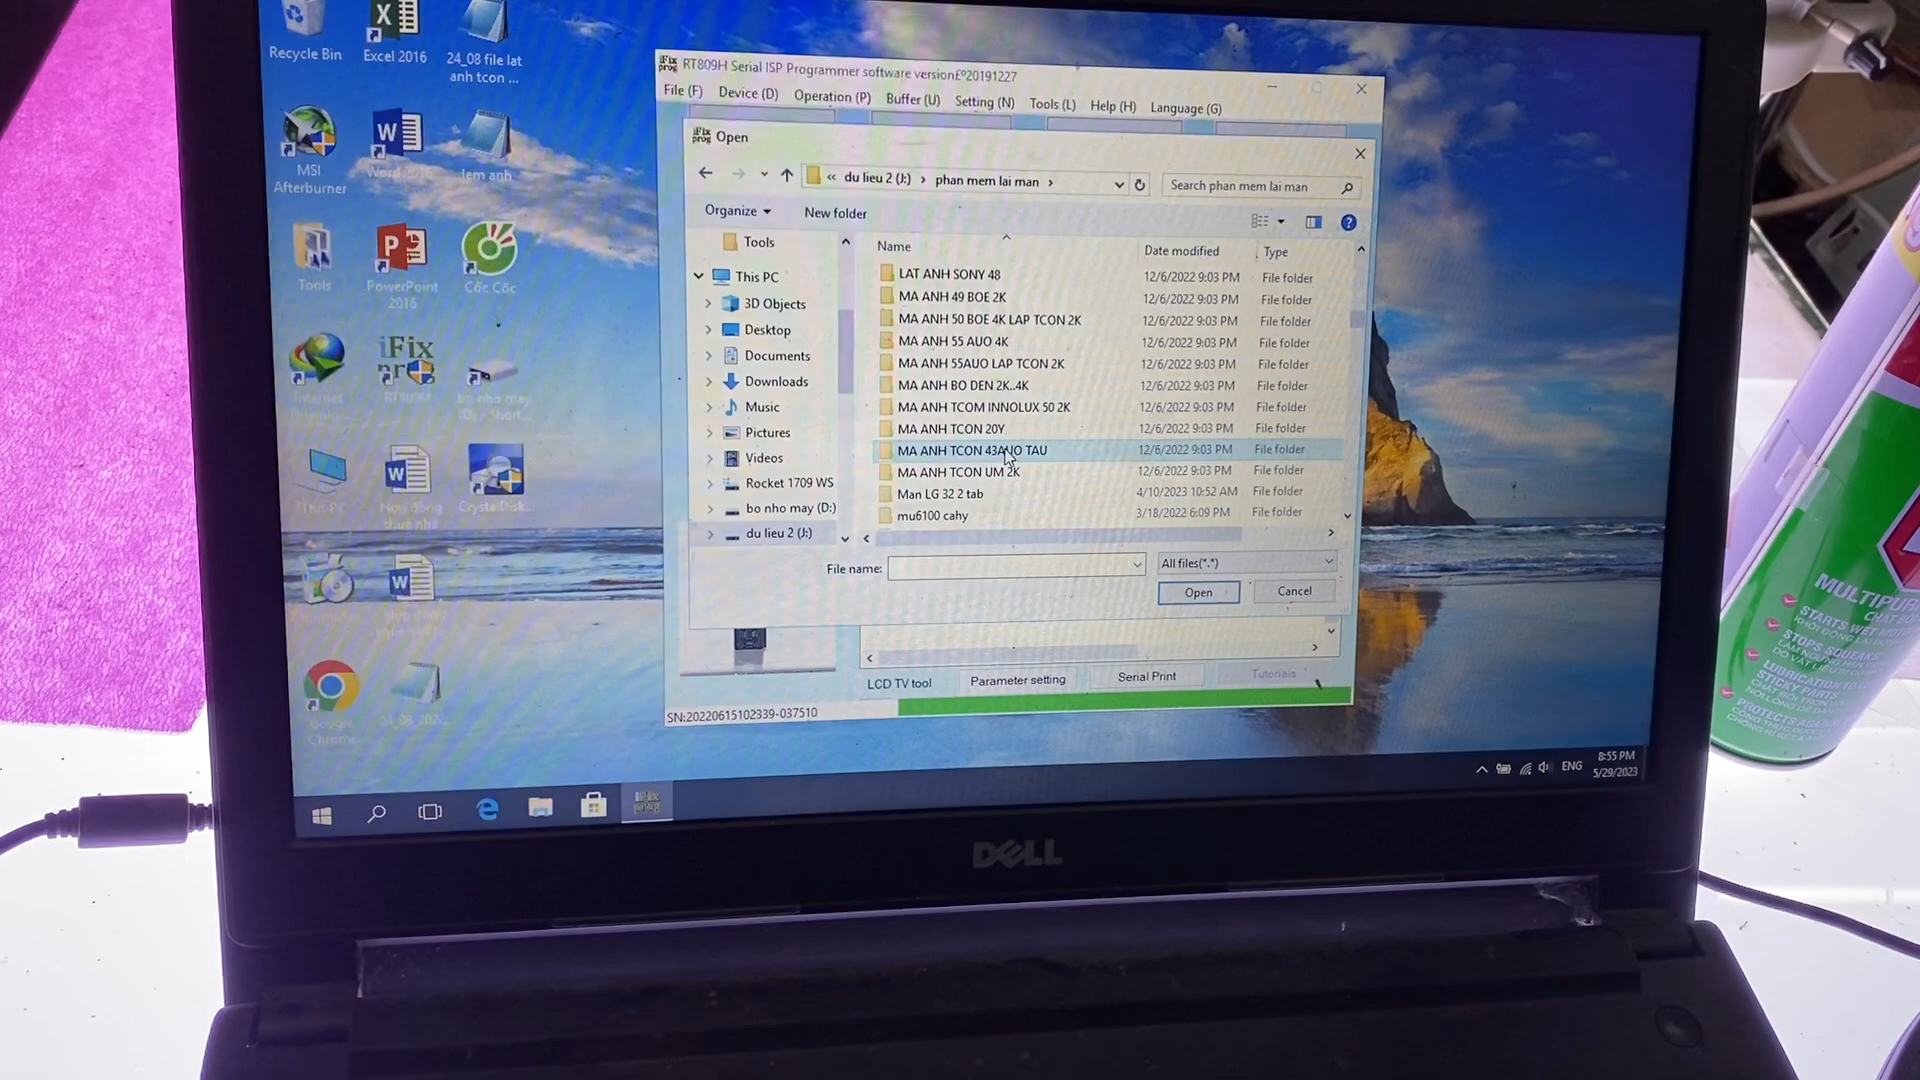 Recycle Bin
Excel 2016
24_08 file lat
anh tcon ...
MSI
Afterburner
Word 2016
lem anh
Tools
PowerPoint
2016
Cốc Cốc
iFix
This PC
CrystalDisk...
Google
Chrome
iFix
prog
RT809H Serial ISP Programmer software version£º20191227
File (F)
Device (D)
Operation (P)
Buffer (U)
Setting (N)
Tools (L)
Help (H)
Language (G)
iFix
prog
Open
« du lieu 2 (J:) › phan mem lai man ›
Search phan mem lai man
Organize
New folder
Name
Date modified
Type
Tools
This PC
3D Objects
Desktop
Documents
Downloads
Music
Pictures
Videos
Rocket 1709 WS
bo nho may (D:)
du lieu 2 (J:)
LAT ANH SONY 48 12/6/2022 9:03 PM File folder
MA ANH 49 BOE 2K 12/6/2022 9:03 PM File folder
MA ANH 50 BOE 4K LAP TCON 2K 12/6/2022 9:03 PM File folder
MA ANH 55 AUO 4K 12/6/2022 9:03 PM File folder
MA ANH 55AUO LAP TCON 2K 12/6/2022 9:03 PM File folder
MA ANH BO DEN 2K..4K 12/6/2022 9:03 PM File folder
MA ANH TCOM INNOLUX 50 2K 12/6/2022 9:03 PM File folder
MA ANH TCON 20Y 12/6/2022 9:03 PM File folder
MA ANH TCON 43AUO TAU 12/6/2022 9:03 PM File folder
MA ANH TCON UM 2K 12/6/2022 9:03 PM File folder
Man LG 32 2 tab 4/10/2023 10:52 AM File folder
mu6100 cahy 3/18/2022 6:09 PM File folder
File name:
All files(*.*)
Open
Cancel
LCD TV tool
Parameter setting
Serial Print
Tutorials
SN:20220615102339-037510
ENG
8:55 PM
5/29/2023
DELL
STOPS SQUEAKS
STICKY PARTS